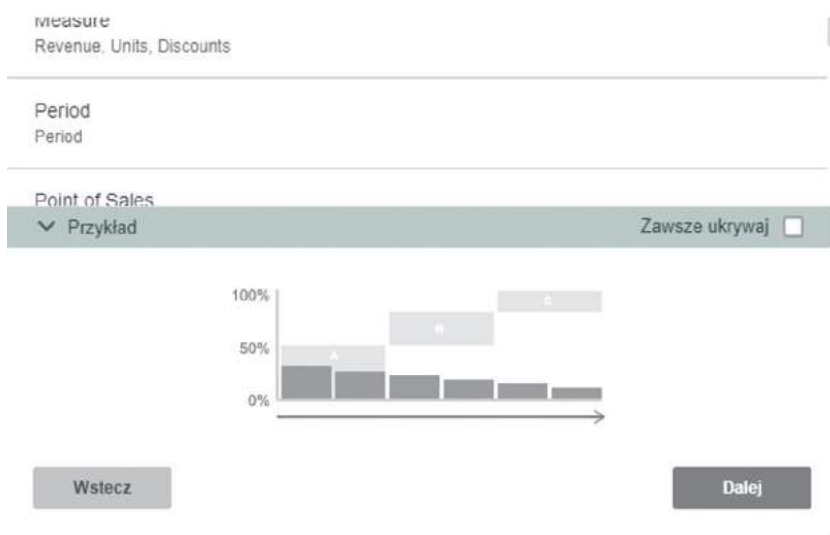 Measure
Revenue, Units, Discounts
Period
Period
Point of Sales
Przykład Zawsze ukrywaj
100%
C
B
50%
A
0%
Wstecz Dalej